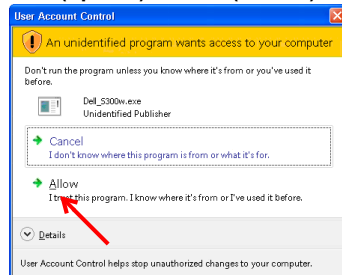 User Account Control
An unidentified program wants access to your computer
Don't run the program unless you know where it's from or you've used it
before.
Dell_S300w.exe
Unidentified Publisher
Cancel
I don't know where this program is from or what it's for.
Allow
I trust this program. I know where it's from or I've used it before.
Details
User Account Control helps stop unauthorized changes to your computer.